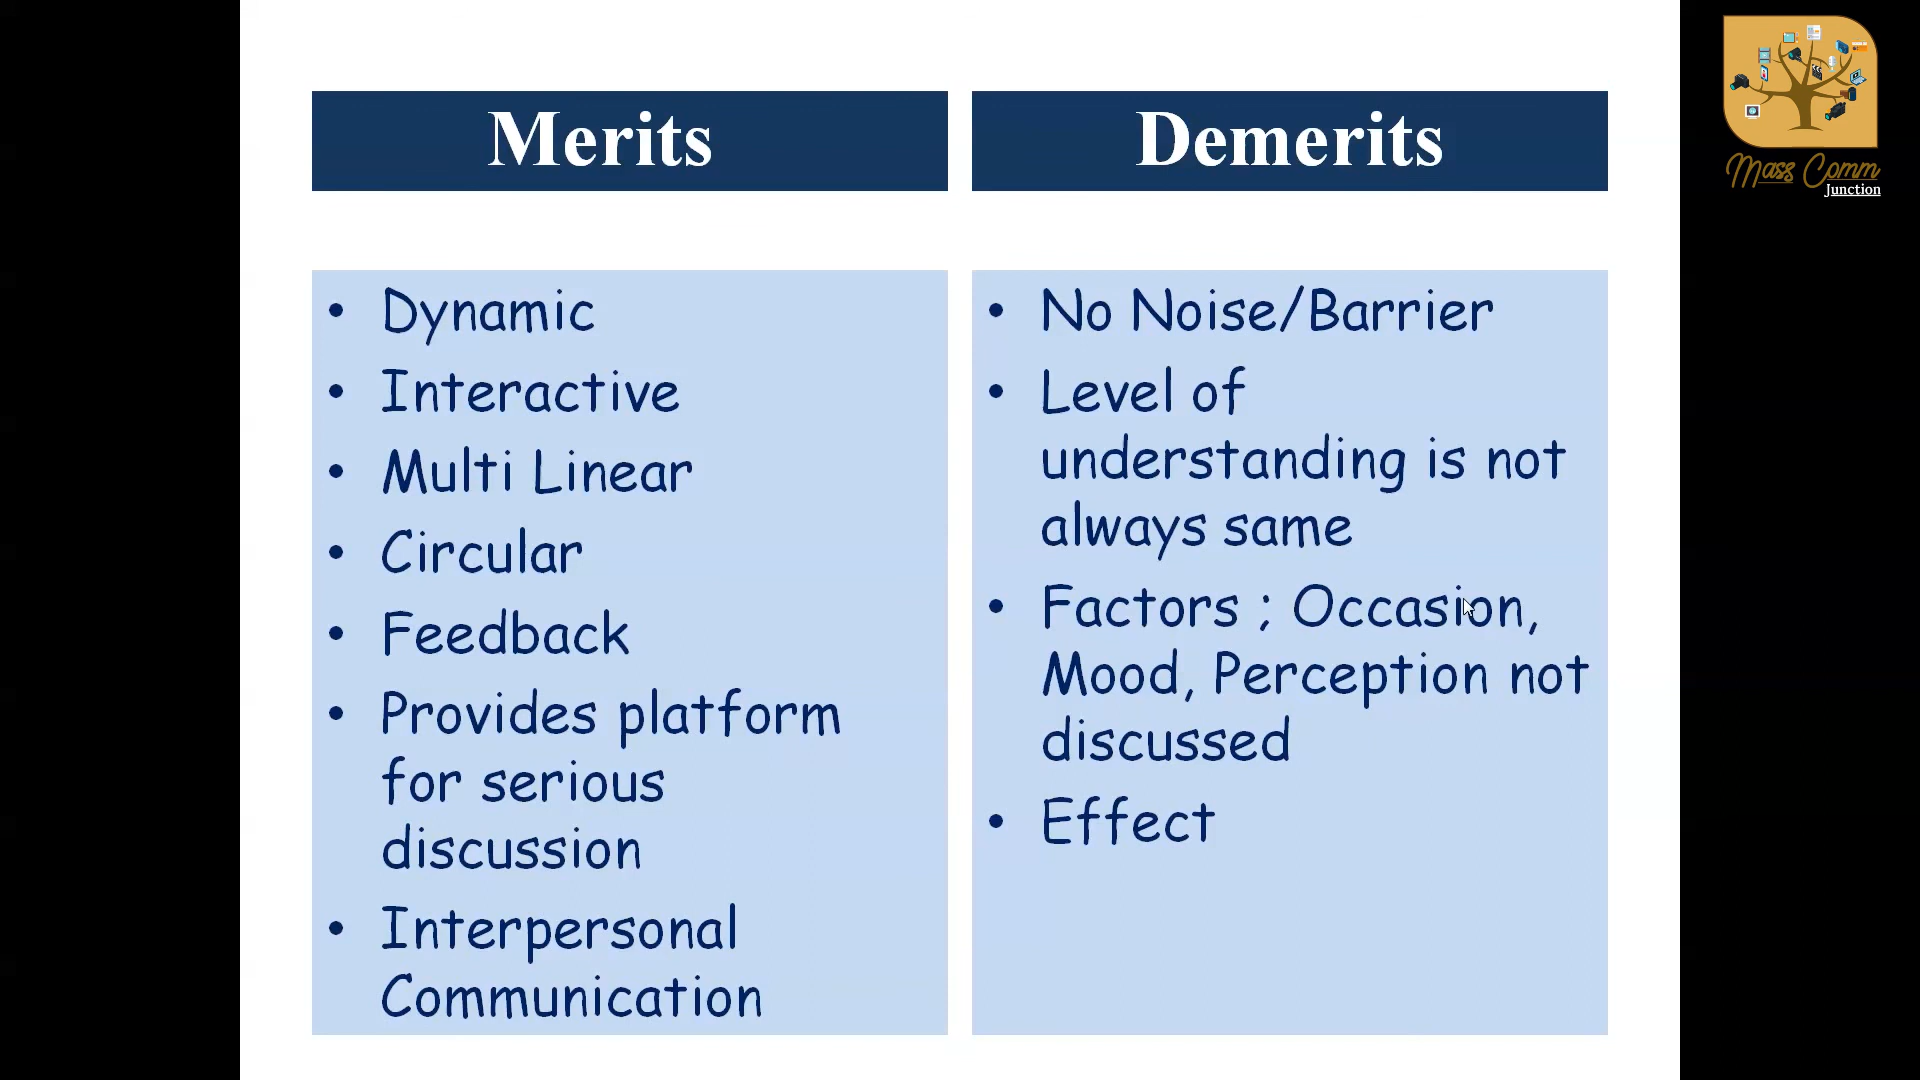 Merits
Demerits
• Dynamic
• Interactive
• Multi Linear
• Circular
• Feedback
• Provides platform
for serious
discussion
• Interpersonal
Communication
• No Noise/Barrier
• Level of
understanding is not
always same
• Factors ; Occasion,
Mood, Perception not
discussed
• Effect
Mass Comm
Junction